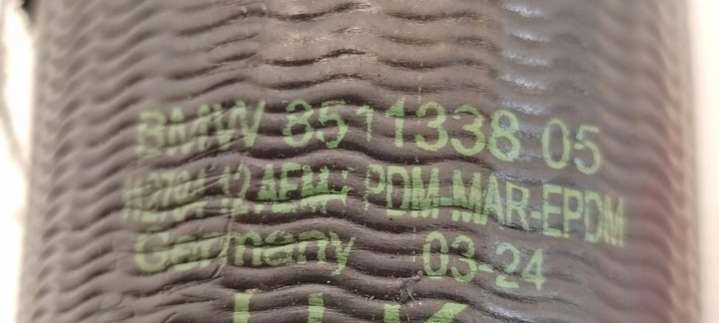 BMW 8511338 05
PDM-MAR-EPDM
Germany 03-24